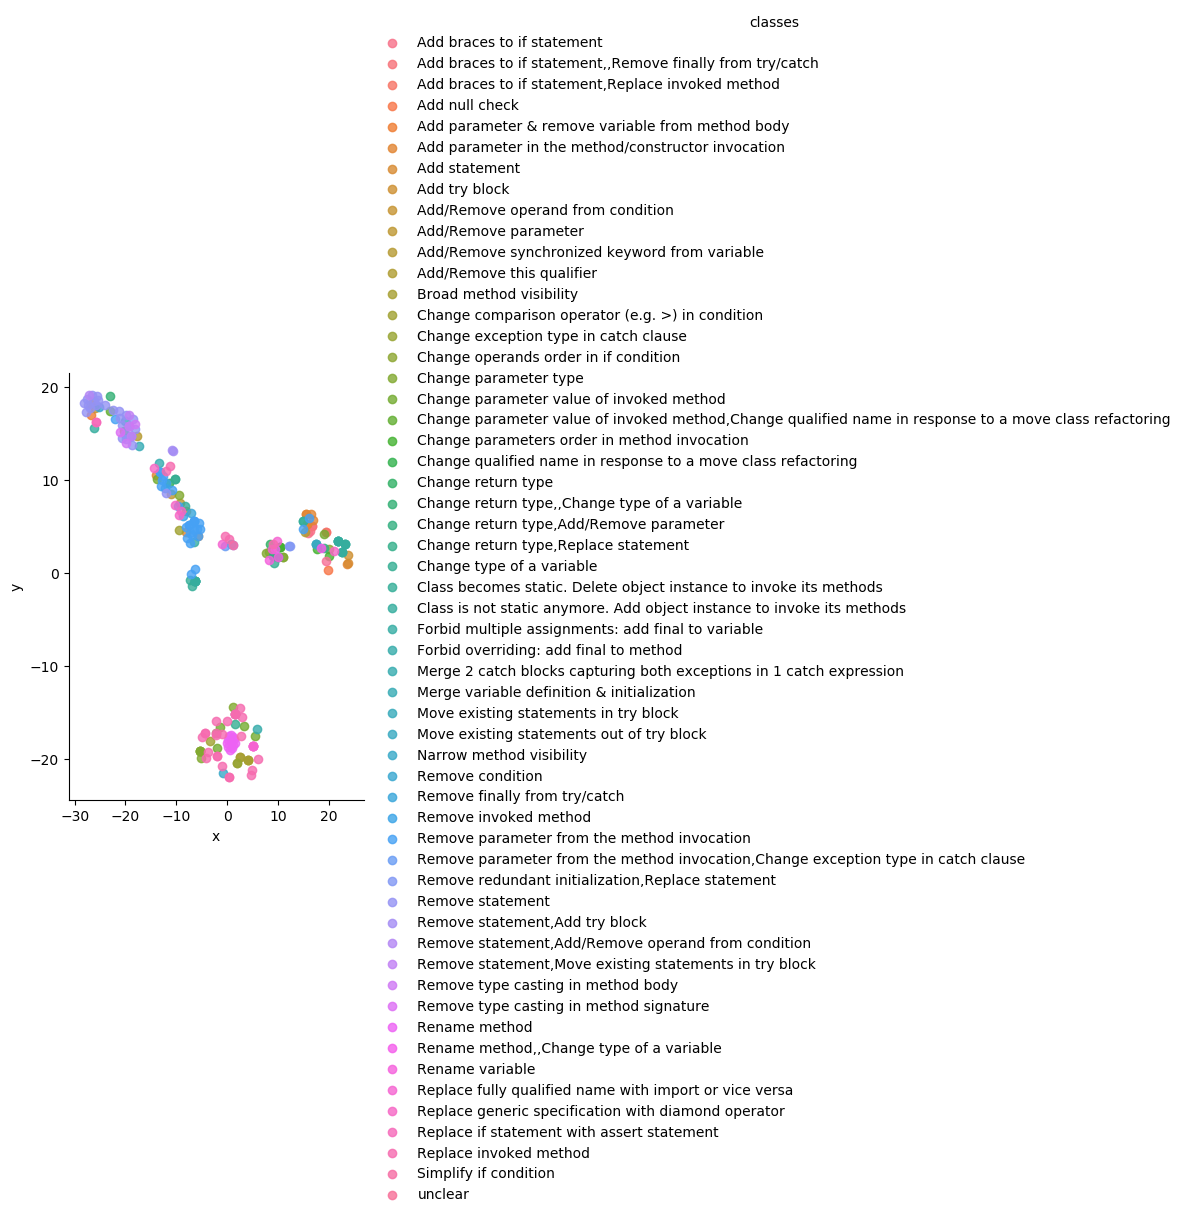 classes
Add braces to if statement
Add braces to if statement,,Remove finally from try/catch
Add braces to if statement,Replace invoked method
Add null check
Add parameter & remove variable from method body
Add parameter in the method/constructor invocation
Add statement
Add try block
Add/Remove operand from condition
Add/Remove parameter
Add/Remove synchronized keyword from variable
Add/Remove this qualifier
Broad method visibility
Change comparison operator (e.g. >) in condition
Change exception type in catch clause
Change operands order in if condition
Change parameter type
Change parameter value of invoked method
Change parameter value of invoked method,Change qualified name in response to a move class refactoring
Change parameters order in method invocation
Change qualified name in response to a move class refactoring
Change return type
Change return type,,Change type of a variable
Change return type,Add/Remove parameter
Change return type,Replace statement
Change type of a variable
Class becomes static. Delete object instance to invoke its methods
Class is not static anymore. Add object instance to invoke its methods
Forbid multiple assignments: add final to variable
Forbid overriding: add final to method
Merge 2 catch blocks capturing both exceptions in 1 catch expression
Merge variable definition & initialization
Move existing statements in try block
Move existing statements out of try block
Narrow method visibility
Remove condition
Remove finally from try/catch
Remove invoked method
Remove parameter from the method invocation
Remove parameter from the method invocation,Change exception type in catch clause
Remove redundant initialization,Replace statement
Remove statement
Remove statement,Add try block
Remove statement,Add/Remove operand from condition
Remove statement,Move existing statements in try block
Remove type casting in method body
Remove type casting in method signature
Rename method
Rename method,,Change type of a variable
Rename variable
Replace fully qualified name with import or vice versa
Replace generic specification with diamond operator
Replace if statement with assert statement
Replace invoked method
Simplify if condition
unclear
20
10
0
−10
−20
y
−30 −20 −10 0 10 20
x